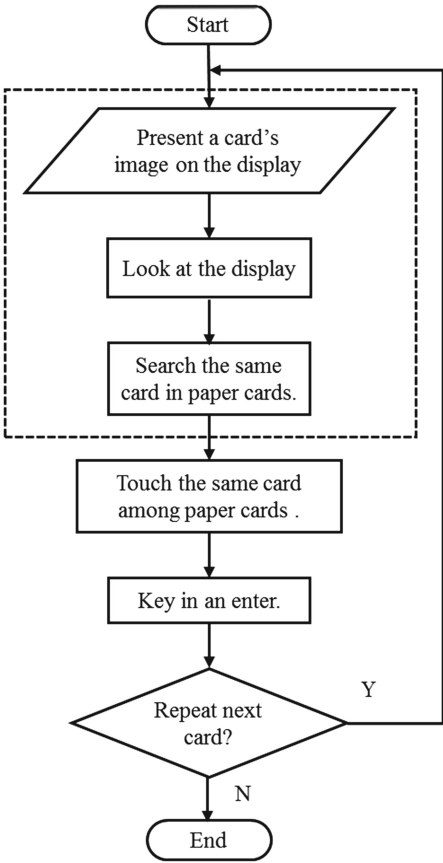 Start
Present a card’s
image on the display
Look at the display
Search the same
card in paper cards.
Touch the same card
among paper cards .
Key in an enter.
Repeat next
card?
Y
N
End